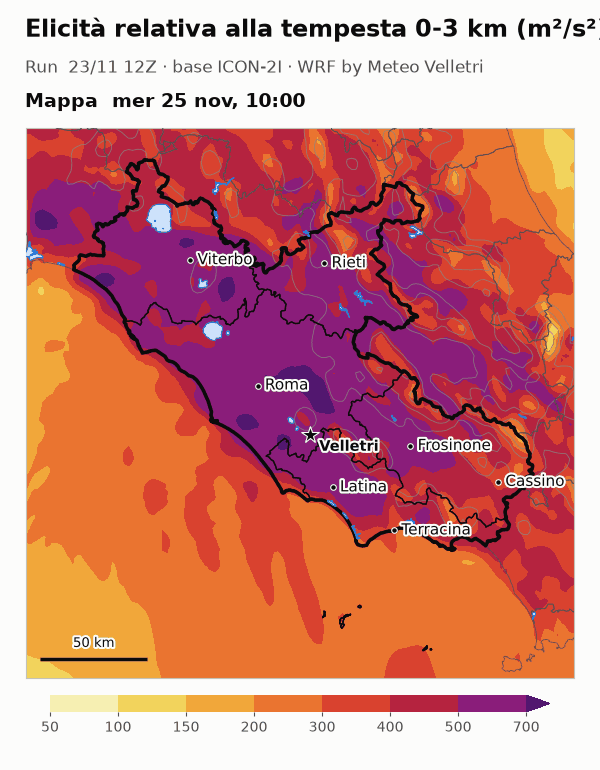 Elicità relativa alla tempesta 0-3 km (m²/s²)
Run 23/11 12Z · base ICON-2I · WRF by Meteo Velletri
Mappa mer 25 nov, 10:00
Viterbo
Rieti
Roma
Velletri
Frosinone
Cassino
Latina
Terracina
50 km
50 100 150 200 300 400 500 700